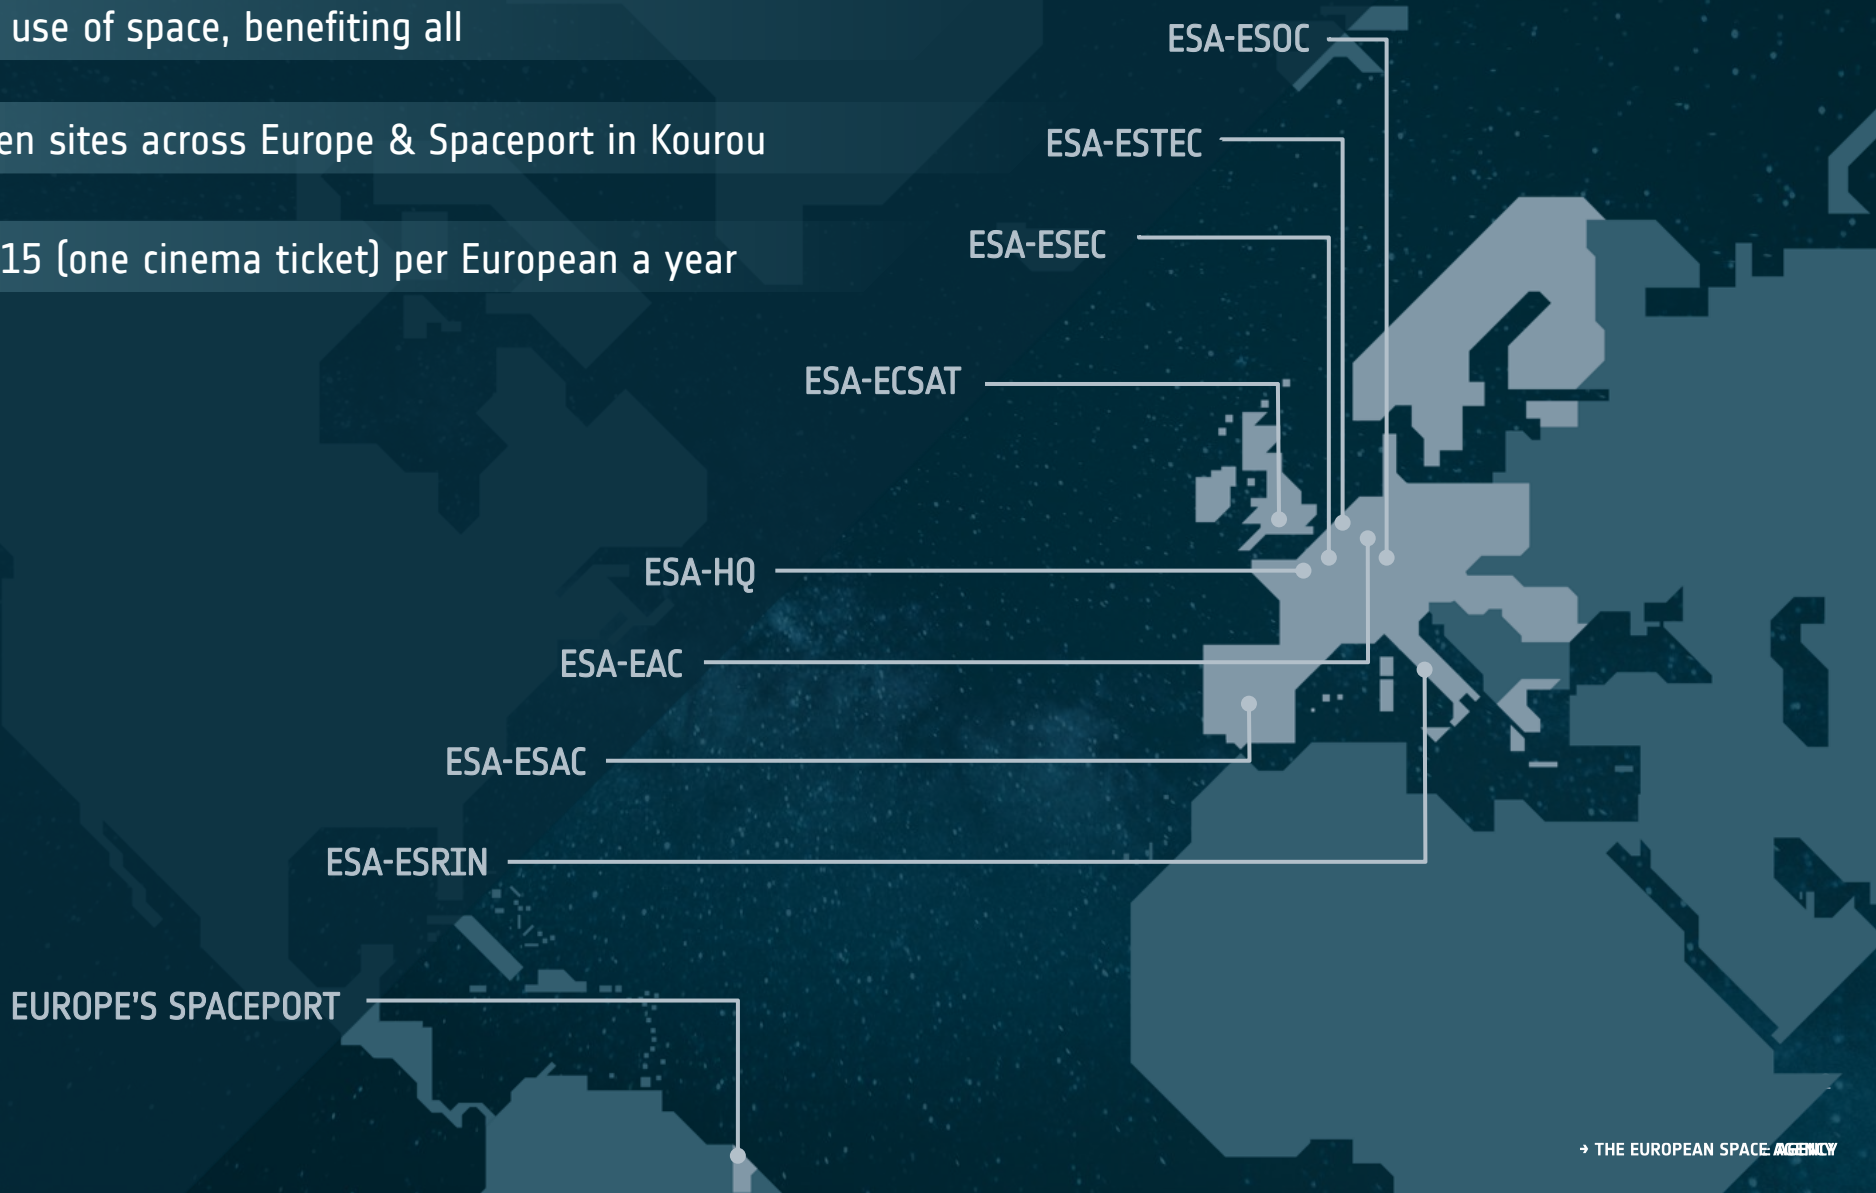 use of space, benefiting all
en sites across Europe & Spaceport in Kourou
15 (one cinema ticket) per European a year
ESA-ESOC
ESA-ESTEC
ESA-ESEC
ESA-ECSAT
ESA-HQ
ESA-EAC
ESA-ESAC
ESA-ESRIN
EUROPE'S SPACEPORT
→ THE EUROPEAN SPACE AGENCY